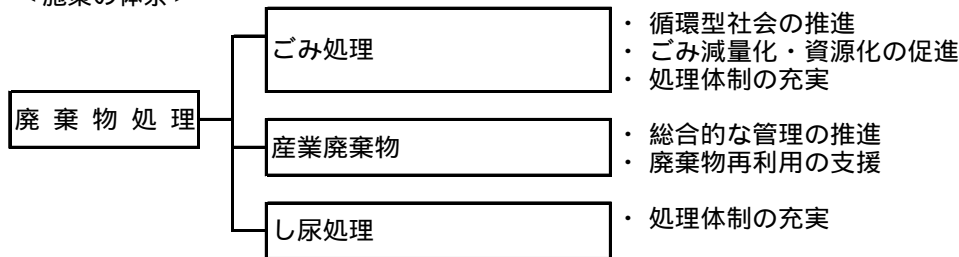 <施策の体系>
ごみ処理
・ 循環型社会の推進
・ ごみ減量化・資源化の促進
・ 処理体制の充実
廃 棄 物 処 理
産業廃棄物
・ 総合的な管理の推進
・ 廃棄物再利用の支援
し尿処理
・ 処理体制の充実